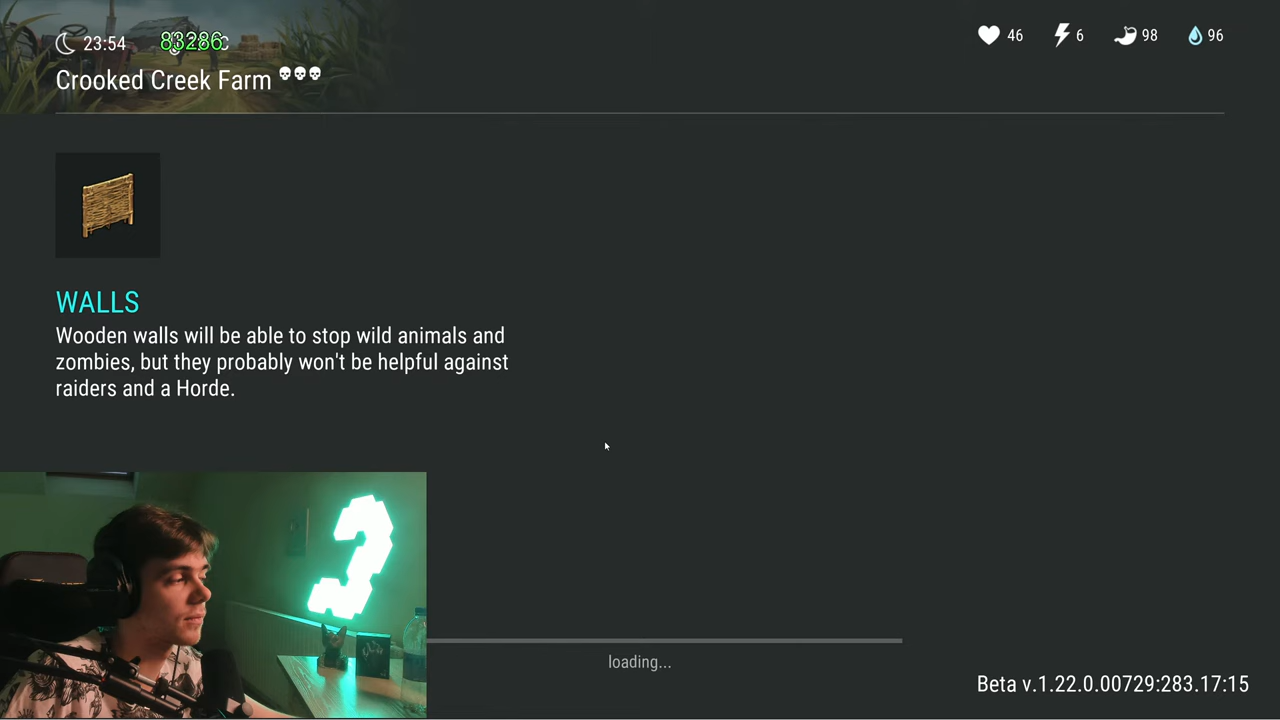 23:54
83286
46
6
98
96
Crooked Creek Farm
WALLS
Wooden walls will be able to stop wild animals and
zombies, but they probably won't be helpful against
raiders and a Horde.
loading...
Beta v.1.22.0.00729:283.17:15